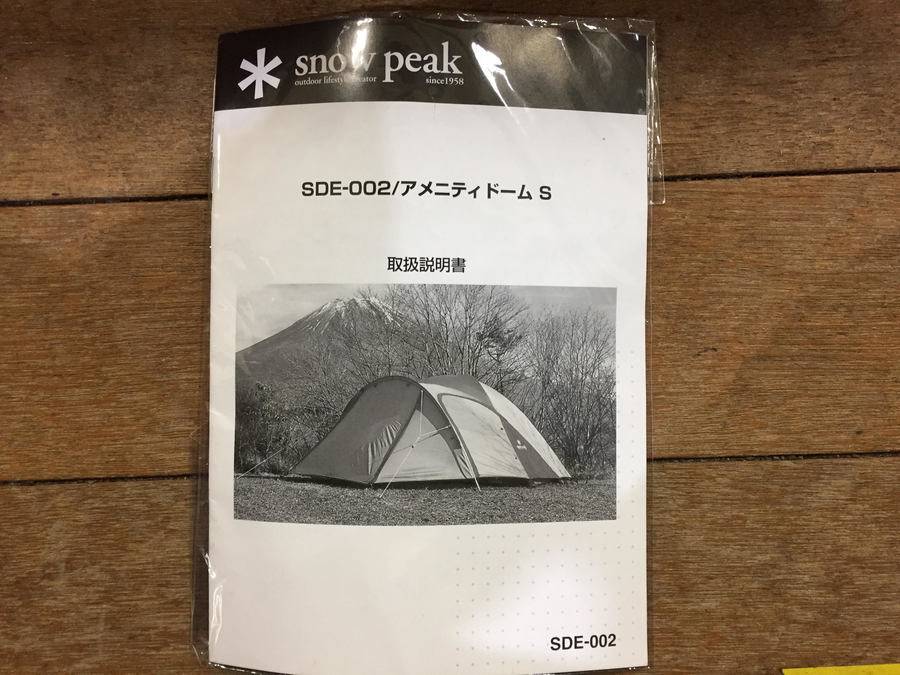 snow peak
outdoor lifestyle creator since1958
SDE-002/アメニティドーム S
取扱説明書
SDE-002